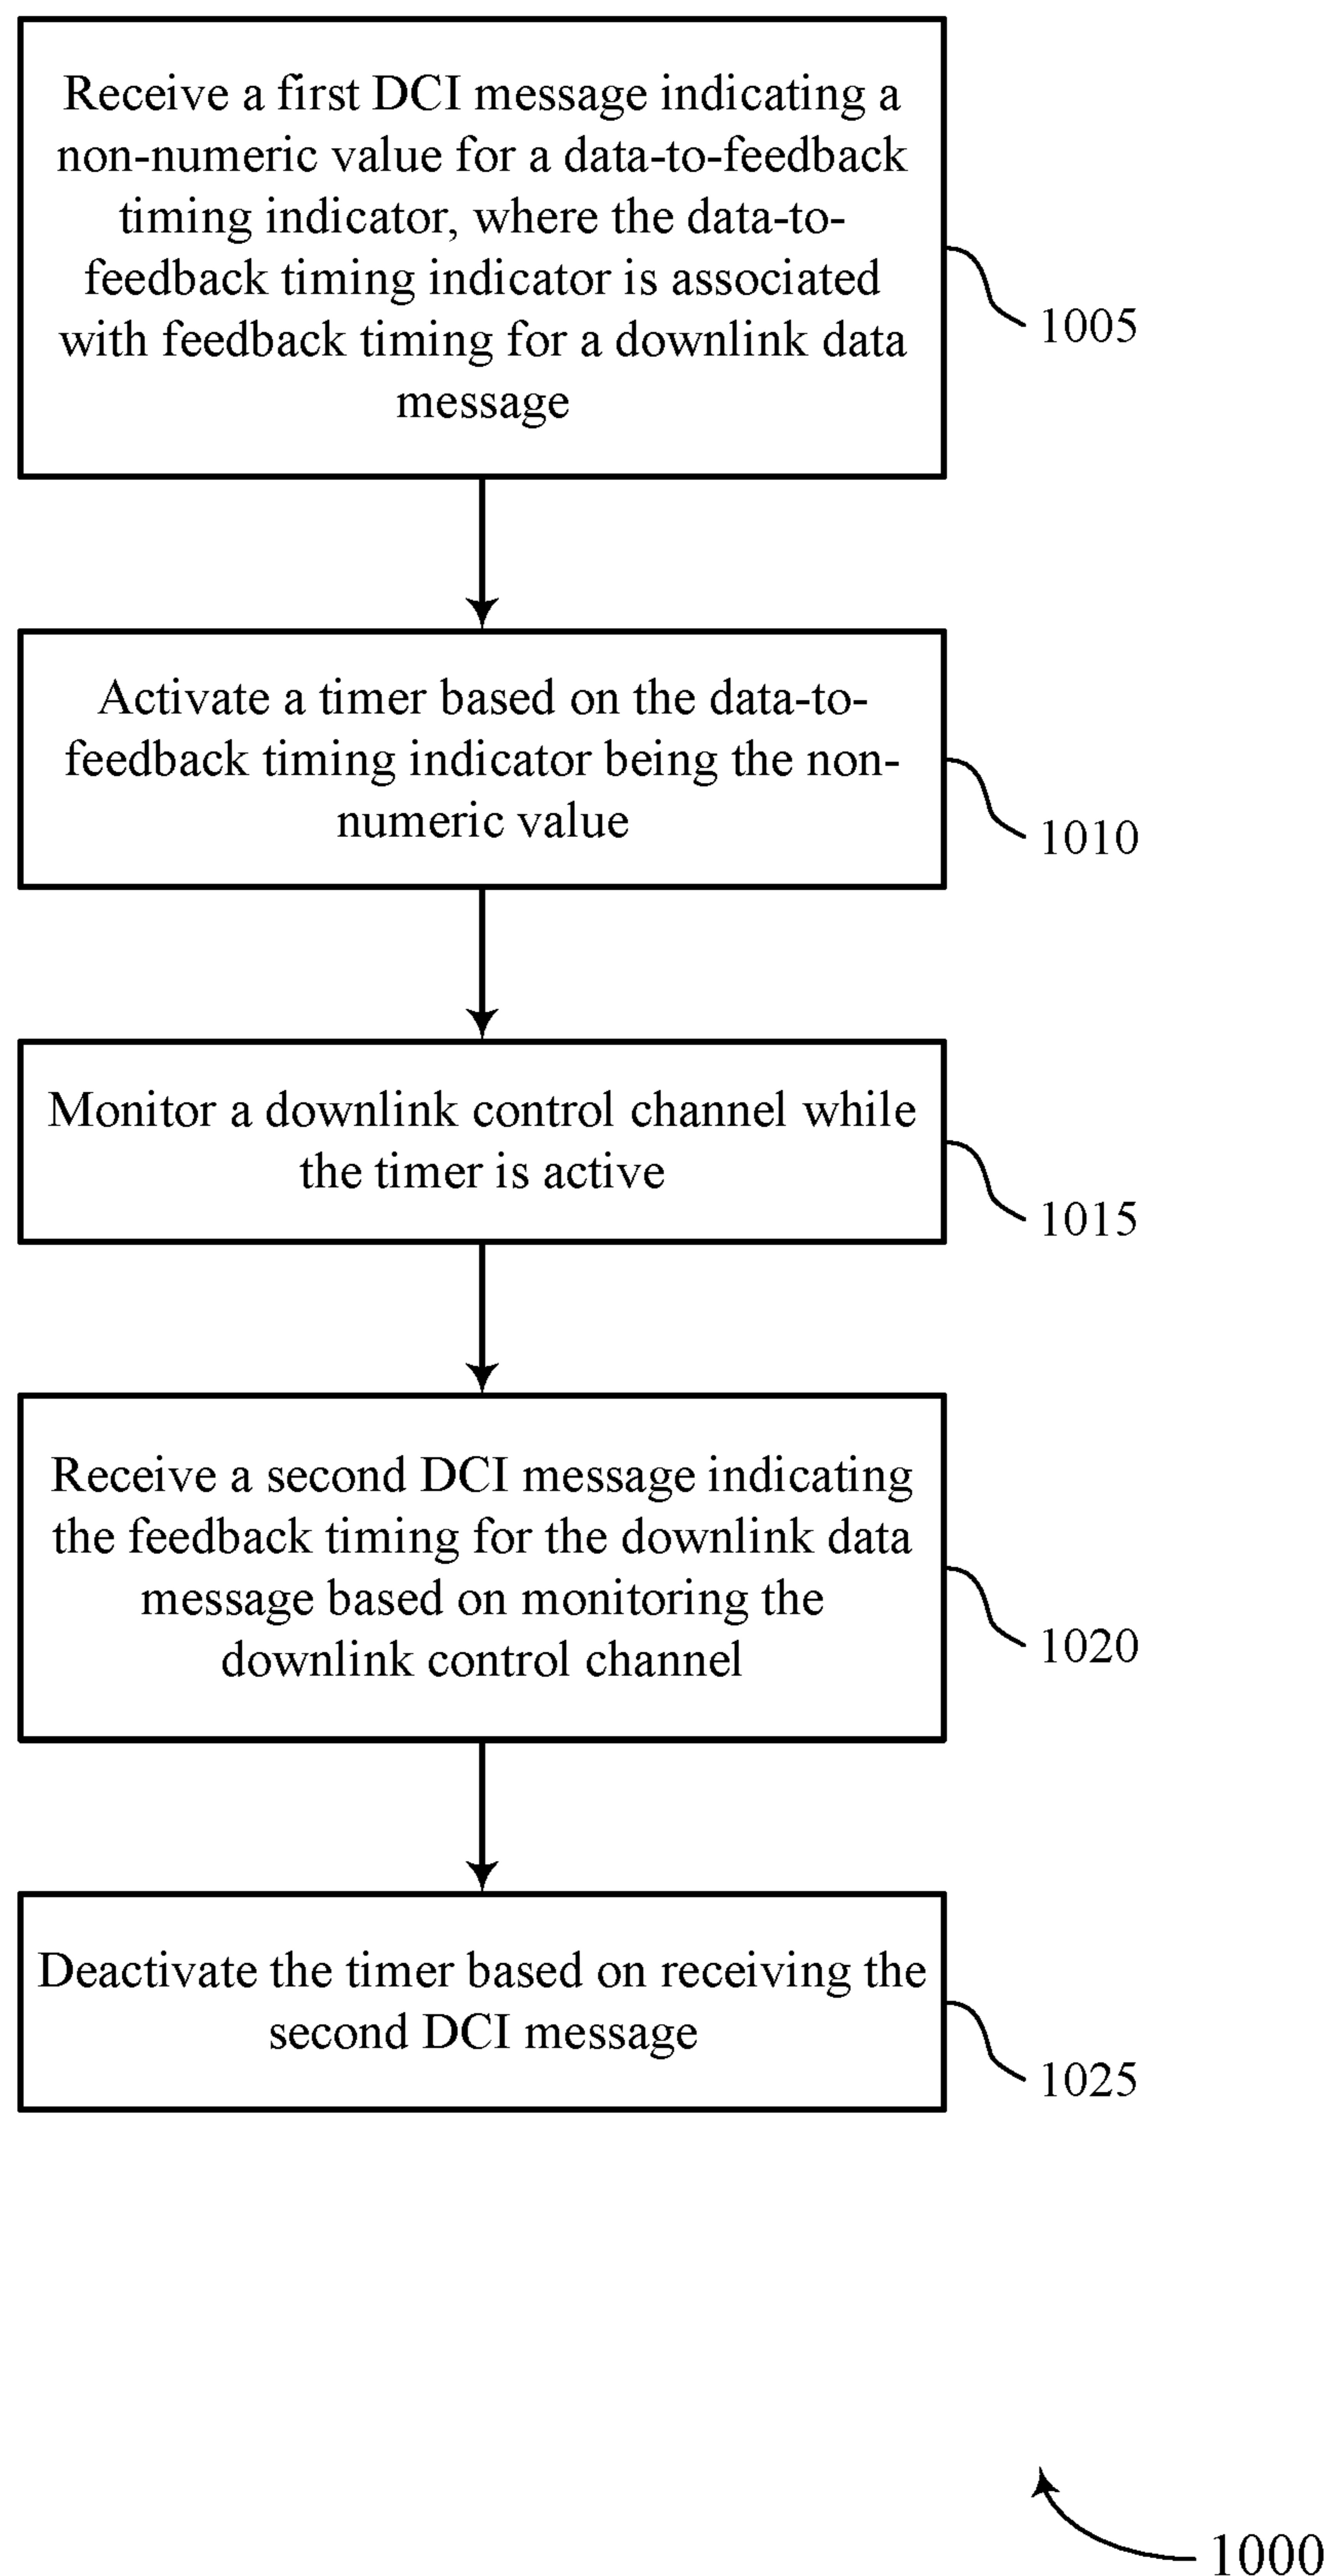 Receive a first DCI message indicating a
non-numeric value for a data-to-feedback
timing indicator, where the data-to-
feedback timing indicator is associated
with feedback timing for a downlink data
message
1005
Activate a timer based on the data-to-
feedback timing indicator being the non-
numeric value
1010
Monitor a downlink control channel while
the timer is active
1015
Receive a second DCI message indicating
the feedback timing for the downlink data
message based on monitoring the
downlink control channel
1020
Deactivate the timer based on receiving the
second DCI message
1025
1000